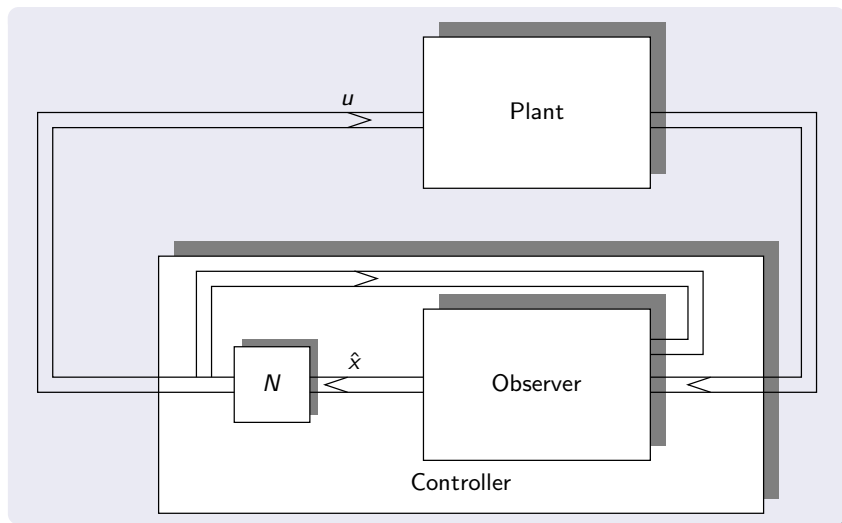 u
Plant
x̂
N
Observer
Controller